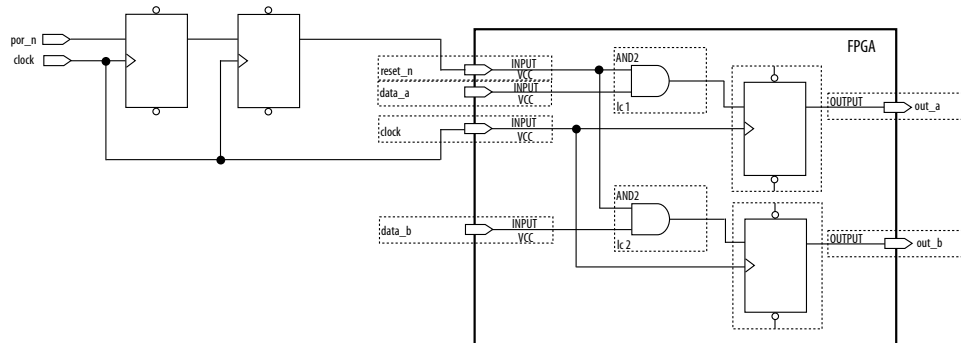 FPGA
por_n
clock
reset_n
INPUT
VCC
AND2
lc 1
data_a
INPUT
VCC
OUTPUT
out_a
clock
INPUT
VCC
AND2
lc 2
data_b
INPUT
VCC
OUTPUT
out_b